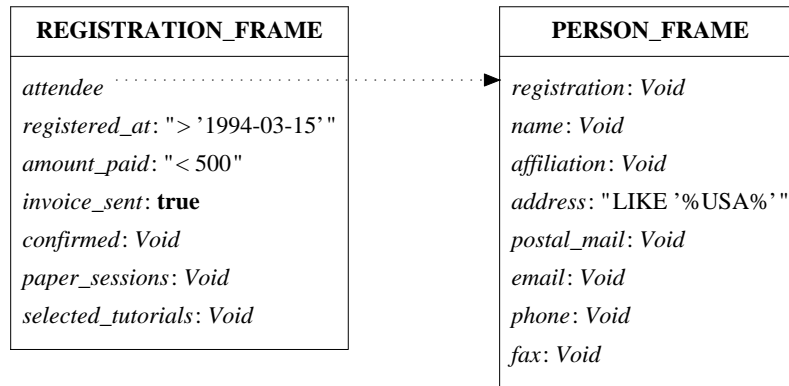 REGISTRATION_FRAME
attendee
registered_at: "> '1994-03-15' "
amount_paid: "< 500"
invoice_sent: true
confirmed: Void
paper_sessions: Void
selected_tutorials: Void
PERSON_FRAME
registration: Void
name: Void
affiliation: Void
address: "LIKE '%USA%' "
postal_mail: Void
email: Void
phone: Void
fax: Void